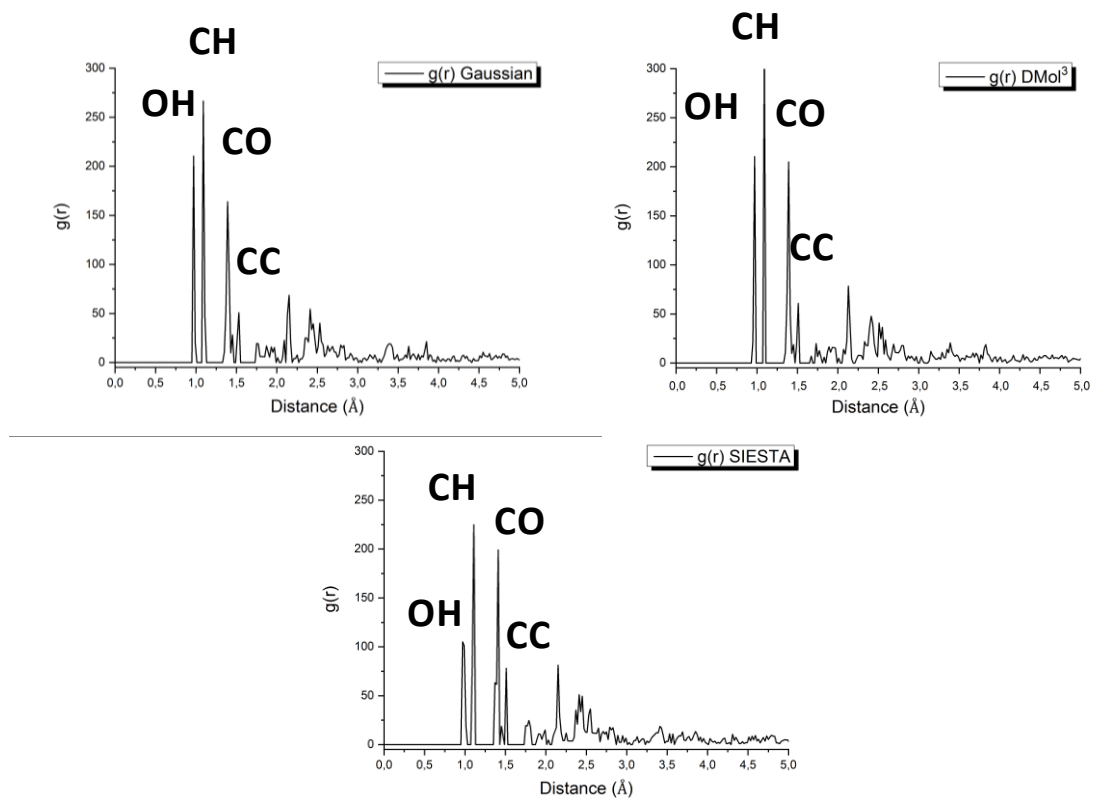 CH
g(r) Gaussian
OH
CO
CC
300
250
200
150
100
50
0
g(r)
0,0 0,5 1,0 1,5 2,0 2,5 3,0 3,5 4,0 4,5 5,0
Distance (Å)
CH
g(r) DMol³
OH
CO
CC
300
250
200
150
100
50
0
g(r)
0,0 0,5 1,0 1,5 2,0 2,5 3,0 3,5 4,0 4,5 5,0
Distance (Å)
g(r) SIESTA
CH
CO
OH
CC
300
250
200
150
100
50
0
g(r)
0,0 0,5 1,0 1,5 2,0 2,5 3,0 3,5 4,0 4,5 5,0
Distance (Å)